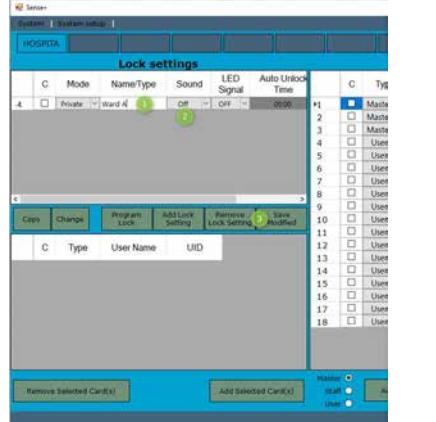 Sense+
System | System setup |
HOSPITA
Lock settings
C Mode Name/Type Sound LED Signal Auto Unlock Time
4 Private Ward A 1 Off OFF 00:00
2
Copy Change Program Lock Add Lock Setting Remove Lock Setting 3 Save Modified
C Type User Name UID
Remove Selected Card(s) Add Selected Card(s)
C Typ
1 Maste
2 Maste
3 Maste
4 User
5 User
6 User
7 User
8 User
9 User
10 User
11 User
12 User
13 User
14 User
15 User
16 User
17 User
18 User
Master
Staff
User
A